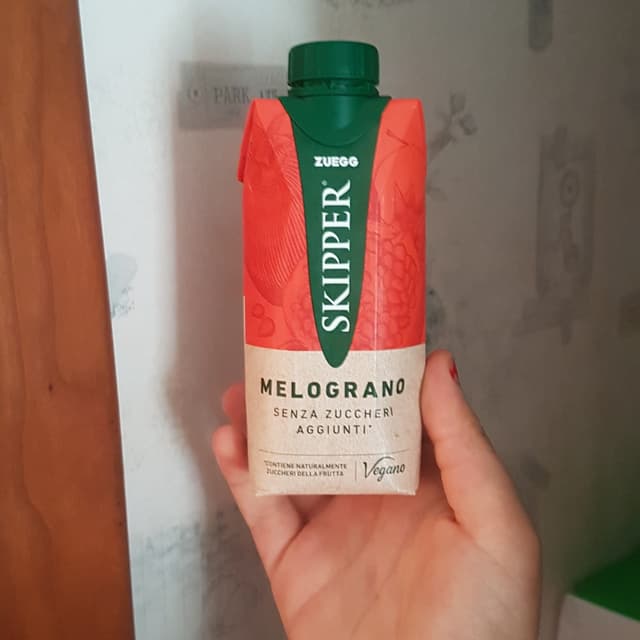 PARK
ZUEGG
SKIPPER®
MELOGRANO
SENZA ZUCCHERI
AGGIUNTI*
*CONTIENE NATURALMENTE
ZUCCHERI DELLA FRUTTA
Vegano